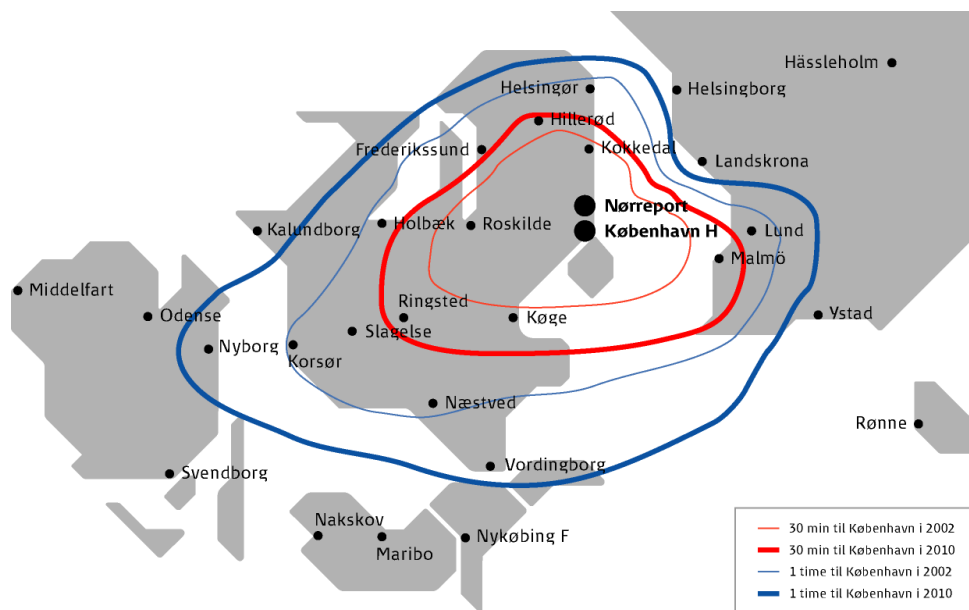 Hässleholm
Helsingør
Helsingborg
Hillerød
Frederikssund
Kokkedal
Landskrona
Nørreport
Kalundborg
Holbæk
Roskilde
København H
Lund
Malmö
Middelfart
Ringsted
Odense
Køge
Ystad
Slagelse
Nyborg
Korsør
Næstved
Rønne
Vordingborg
Svendborg
Nakskov
Nykøbing F
Maribo
30 min til København i 2002
30 min til København i 2010
1 time til København i 2002
1 time til København i 2010